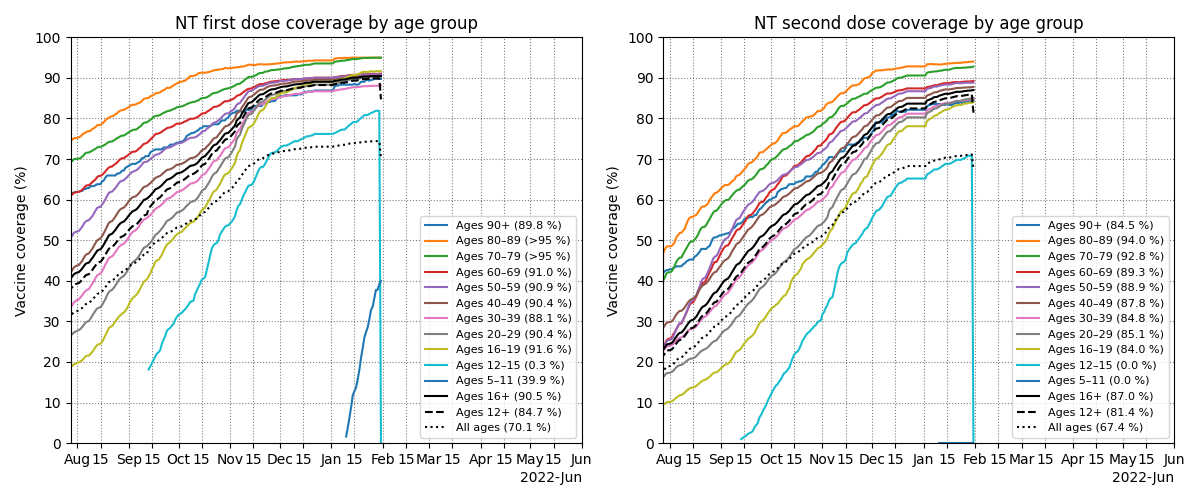 NT first dose coverage by age group
Vaccine coverage (%)
100
90
80
70
60
50
40
30
20
10
0
Aug 15 Sep 15 Oct 15 Nov 15 Dec 15 Jan 15 Feb 15 Mar 15 Apr 15 May 15 Jun
2022-Jun
Ages 90+ (89.8 %)
Ages 80–89 (>95 %)
Ages 70–79 (>95 %)
Ages 60–69 (91.0 %)
Ages 50–59 (90.9 %)
Ages 40–49 (90.4 %)
Ages 30–39 (88.1 %)
Ages 20–29 (90.4 %)
Ages 16–19 (91.6 %)
Ages 12–15 (0.3 %)
Ages 5–11 (39.9 %)
Ages 16+ (90.5 %)
Ages 12+ (84.7 %)
All ages (70.1 %)
NT second dose coverage by age group
Vaccine coverage (%)
100
90
80
70
60
50
40
30
20
10
0
Aug 15 Sep 15 Oct 15 Nov 15 Dec 15 Jan 15 Feb 15 Mar 15 Apr 15 May 15 Jun
2022-Jun
Ages 90+ (84.5 %)
Ages 80–89 (94.0 %)
Ages 70–79 (92.8 %)
Ages 60–69 (89.3 %)
Ages 50–59 (88.9 %)
Ages 40–49 (87.8 %)
Ages 30–39 (84.8 %)
Ages 20–29 (85.1 %)
Ages 16–19 (84.0 %)
Ages 12–15 (0.0 %)
Ages 5–11 (0.0 %)
Ages 16+ (87.0 %)
Ages 12+ (81.4 %)
All ages (67.4 %)